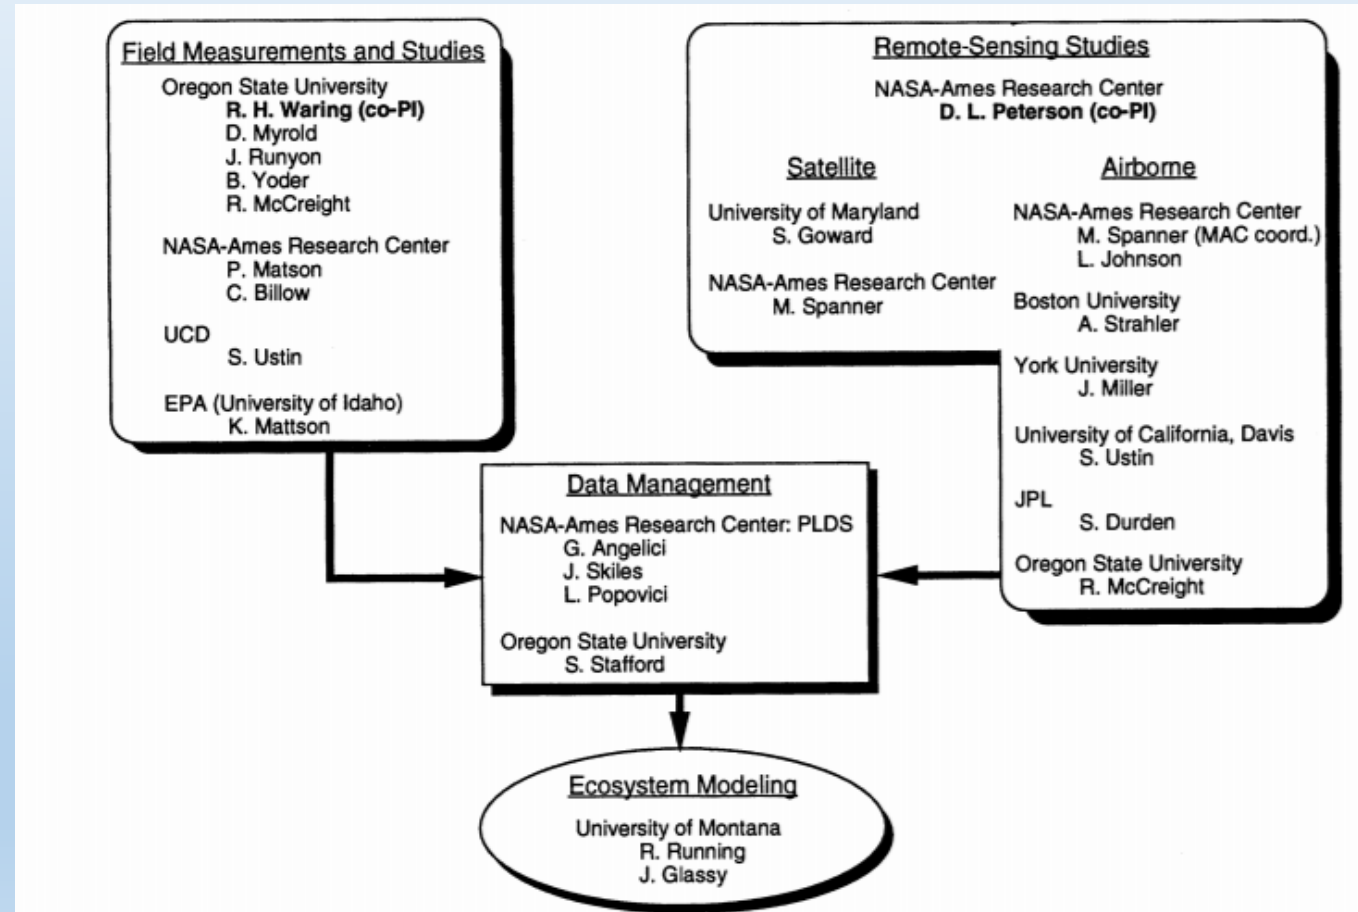 Field Measurements and Studies
Oregon State University
R. H. Waring (co-PI)
D. Myrold
J. Runyon
B. Yoder
R. McCreight
NASA-Ames Research Center
P. Matson
C. Billow
UCD
S. Ustin
EPA (University of Idaho)
K. Mattson
Remote-Sensing Studies
NASA-Ames Research Center
D. L. Peterson (co-PI)
Satellite
University of Maryland
S. Goward
NASA-Ames Research Center
M. Spanner
Airborne
NASA-Ames Research Center
M. Spanner (MAC coord.)
L. Johnson
Boston University
A. Strahler
York University
J. Miller
University of California, Davis
S. Ustin
JPL
S. Durden
Oregon State University
R. McCreight
Data Management
NASA-Ames Research Center: PLDS
G. Angelici
J. Skiles
L. Popovici
Oregon State University
S. Stafford
Ecosystem Modeling
University of Montana
R. Running
J. Glassy